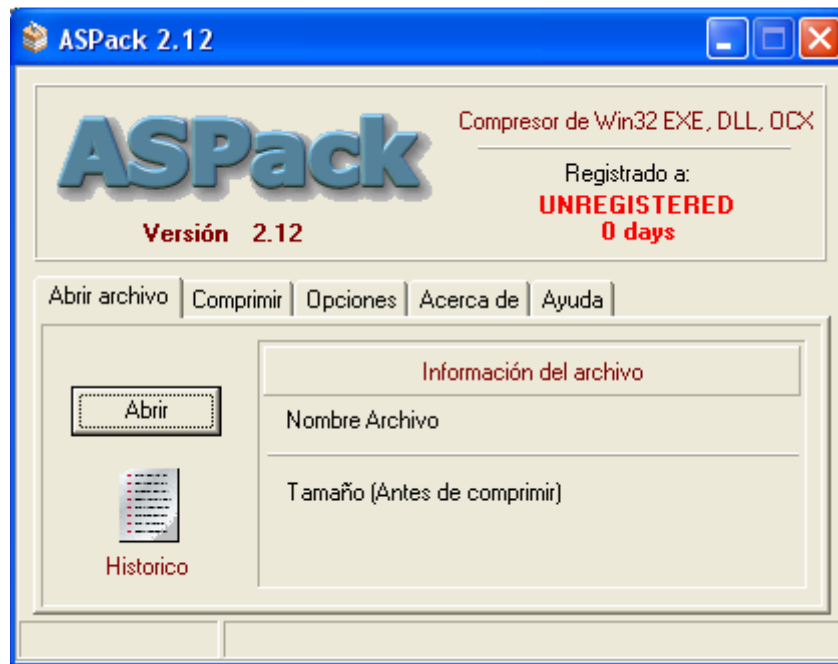 ASPack 2.12
ASPack
Versión 2.12
Compresor de Win32 EXE, DLL, OCX
Registrado a:
UNREGISTERED
0 days
Abrir archivo Comprimir Opciones Acerca de Ayuda
Abrir
Historico
Información del archivo
Nombre Archivo
Tamaño (Antes de comprimir)